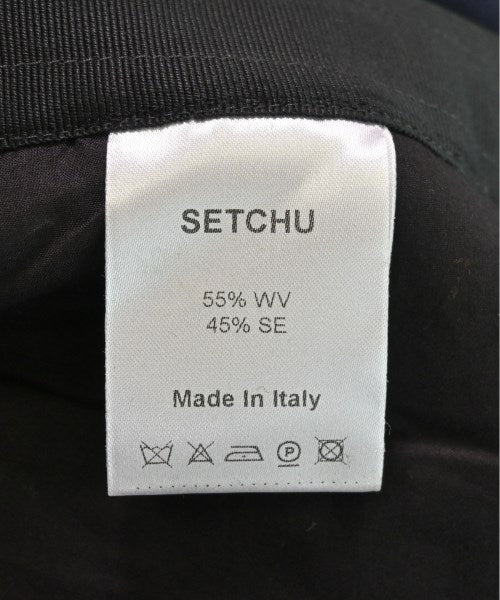 SETCHU
55% WV
45% SE
Made In Italy
P